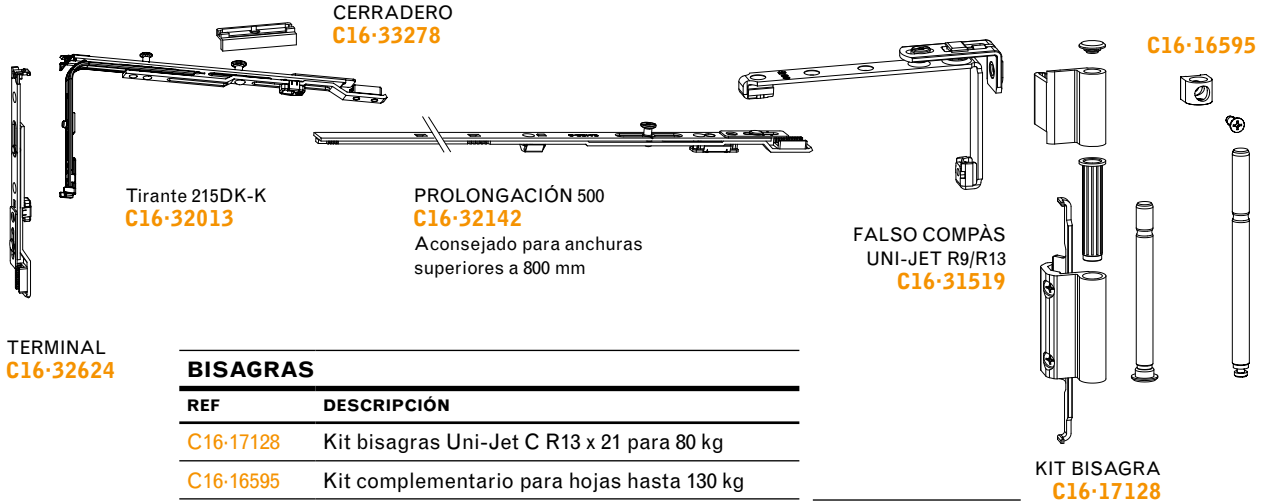 CERRADERO
C16·33278
C16·16595
Tirante 215DK-K
C16·32013
PROLONGACIÓN 500
C16·32142
Aconsejado para anchuras
superiores a 800 mm
FALSO COMPÀS
UNI-JET R9/R13
C16·31519
TERMINAL
C16·32624
BISAGRAS
REF DESCRIPCIÓN
C16·17128 Kit bisagras Uni-Jet C R13 x 21 para 80 kg
C16·16595 Kit complementario para hojas hasta 130 kg
KIT BISAGRA
C16·17128